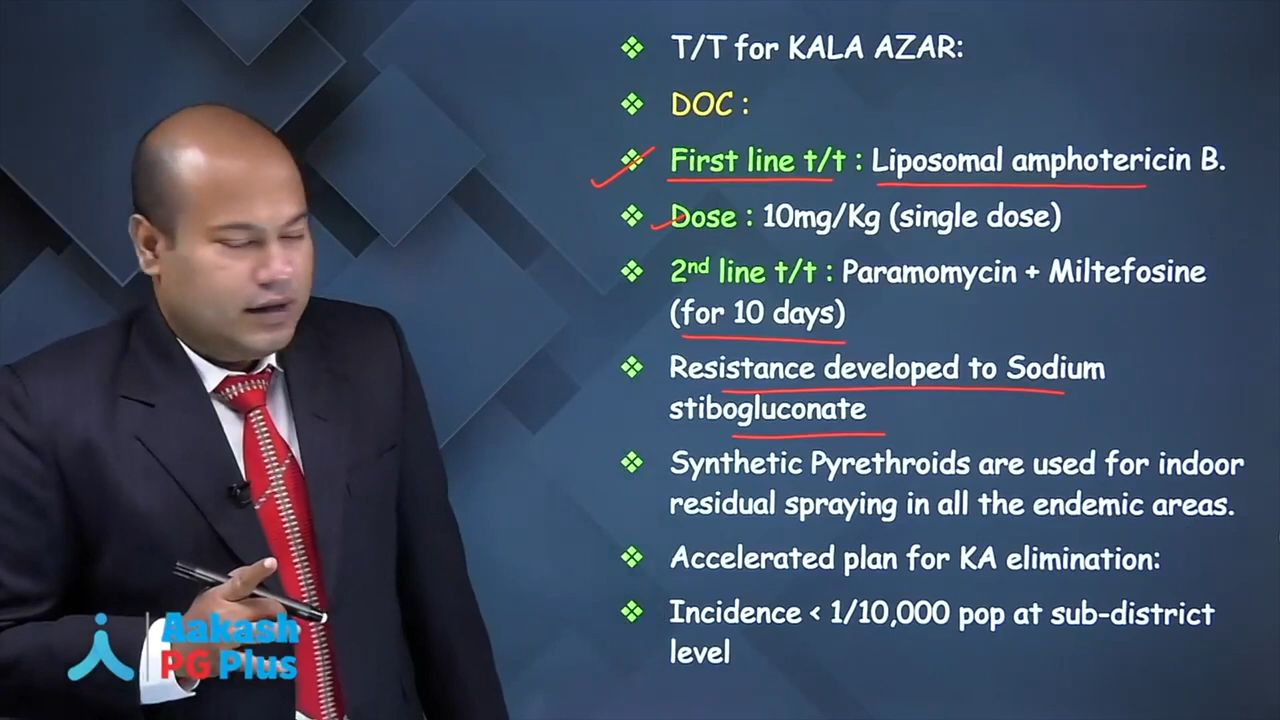 T/T for KALA AZAR:
DOC :
First line t/t : Liposomal amphotericin B.
Dose : 10mg/Kg (single dose)
2nd line t/t : Paramomycin + Miltefosine
(for 10 days)
Resistance developed to Sodium
stibogluconate
Synthetic Pyrethroids are used for indoor
residual spraying in all the endemic areas.
Accelerated plan for KA elimination:
Incidence < 1/10,000 pop at sub-district
level
Aakash
PG Plus